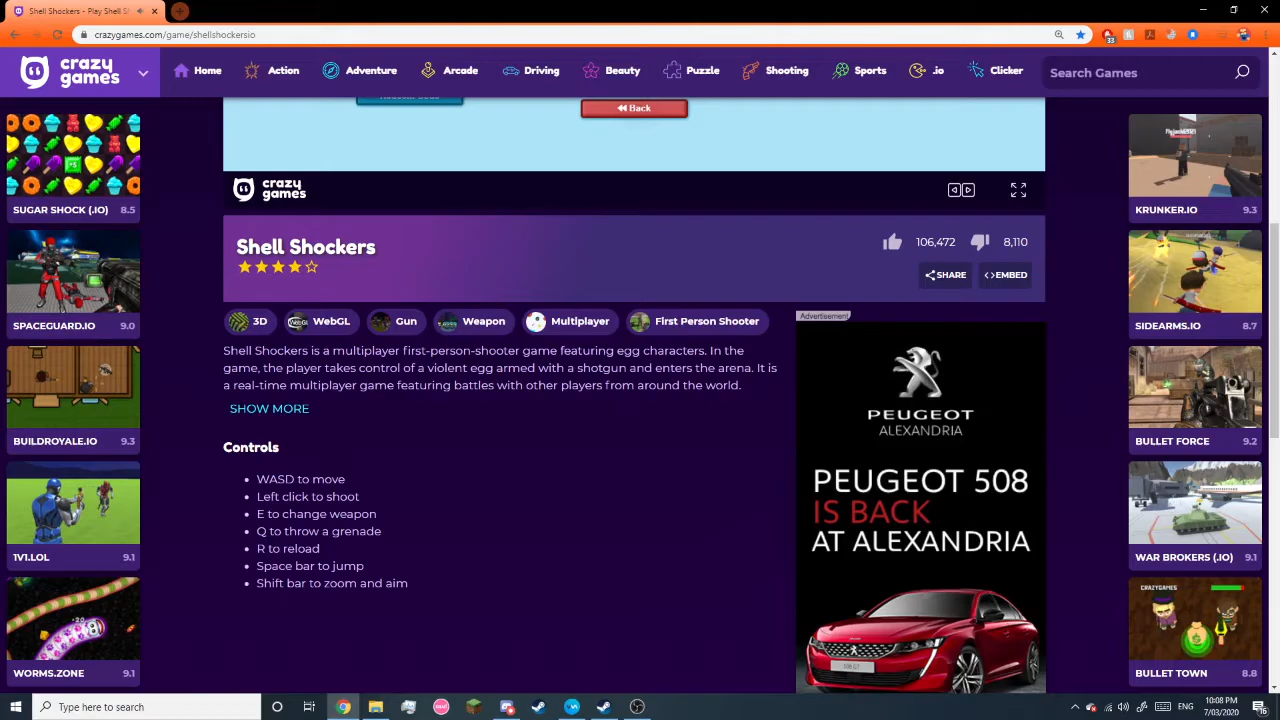 Shell Shockers - Play Shell Sh
crazygames.com/game/shellshockersio
33
crazy
games
Home
Action
Adventure
Arcade
Driving
Beauty
Puzzle
Shooting
Sports
.io
Clicker
Search Games
Back
crazy
games
SUGAR SHOCK (.IO) 8.5
SPACEGUARD.IO 9.0
BUILDROYALE.IO 9.3
1V1.LOL 9.1
WORMS.ZONE 9.1
Shell Shockers
106,472
8,110
SHARE
EMBED
3D
WebGL
Gun
Weapon
Multiplayer
First Person Shooter
Shell Shockers is a multiplayer first-person-shooter game featuring egg characters. In the
game, the player takes control of a violent egg armed with a shotgun and enters the arena. It is
a real-time multiplayer game featuring battles with other players from around the world.
SHOW MORE
Controls
WASD to move
Left click to shoot
E to change weapon
Q to throw a grenade
R to reload
Space bar to jump
Shift bar to zoom and aim
Advertisement
PEUGEOT
ALEXANDRIA
PEUGEOT 508
IS BACK
AT ALEXANDRIA
KRUNKER.IO 9.3
SIDEARMS.IO 8.7
BULLET FORCE 9.2
WAR BROKERS (.IO) 9.1
CRAZYGAMES
BULLET TOWN 8.8
Type here to search
osu!
ENG
10:08 PM
7/03/2020